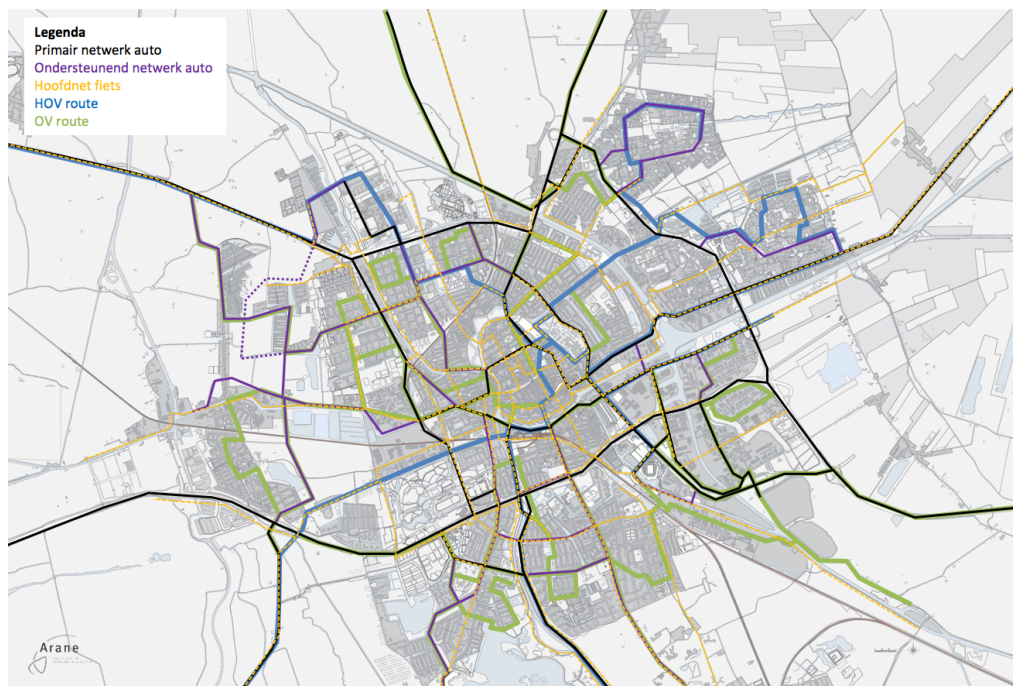 Legenda
Primair netwerk auto
Ondersteunend netwerk auto
Hoofdnet fiets
HOV route
OV route
Arane